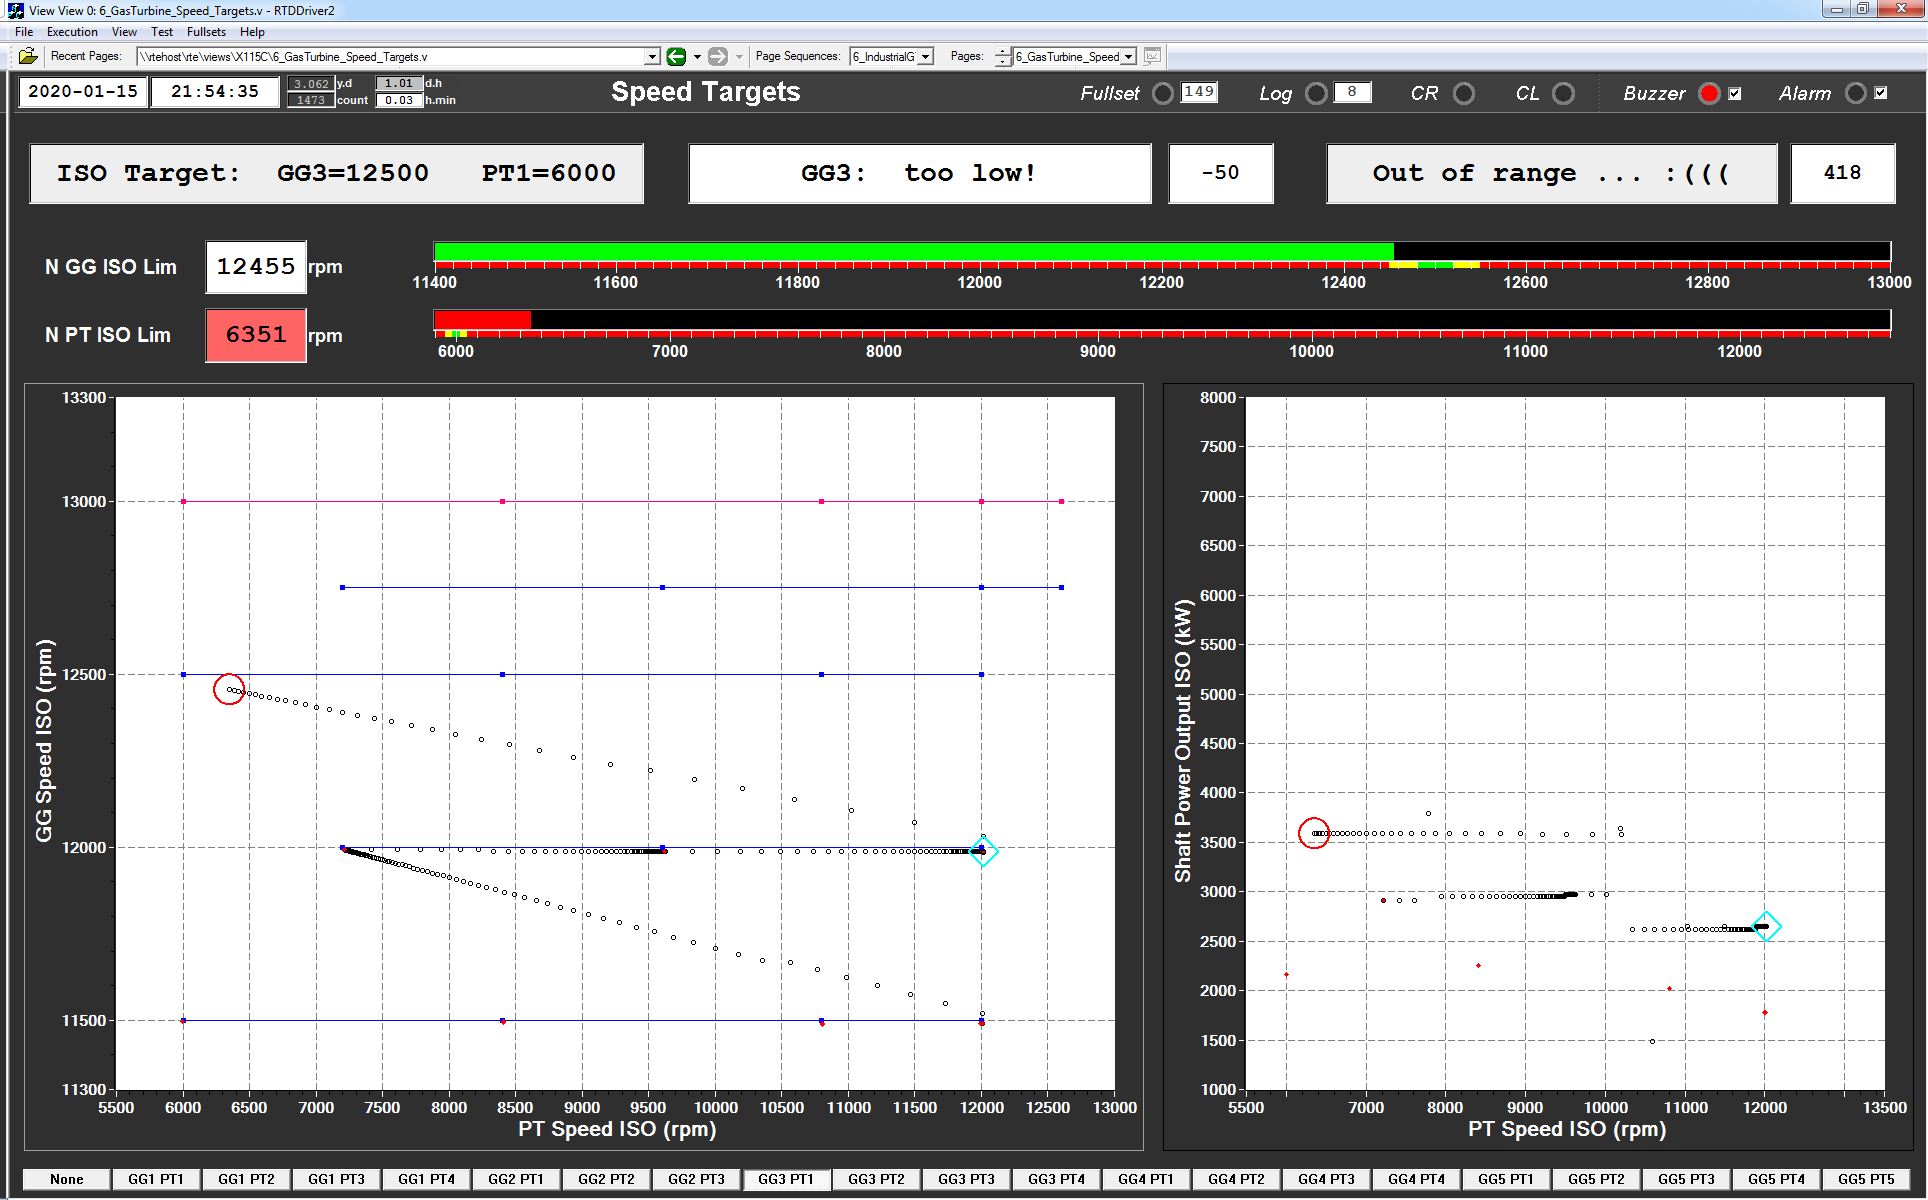 View View 0: 6_GasTurbine_Speed_Targets.v - RTDDriver2
File Execution View Test Fullsets Help
Recent Pages: \\rtehost\rte\views\X115C\6_GasTurbine_Speed_Targets.v Page Sequences: 6_IndustrialG Pages: 6_GasTurbine_Speed
2020-01-15 21:54:35 3.062 y.d 1.01 d.h Speed Targets Fullset 149 Log 8 CR CL Buzzer Alarm
1473 count 0.03 h.min
ISO Target: GG3=12500 PT1=6000 GG3: too low! -50 Out of range ... :((( 418
N GG ISO Lim 12455 rpm
11400 11600 11800 12000 12200 12400 12600 12800 13000
N PT ISO Lim 6351 rpm
6000 7000 8000 9000 10000 11000 12000
GG Speed ISO (rpm)
13300
13000
12500
12000
11500
11300
5500 6000 6500 7000 7500 8000 8500 9000 9500 10000 10500 11000 11500 12000 12500 13000
PT Speed ISO (rpm)
Shaft Power Output ISO (kW)
8000
7500
7000
6500
6000
5500
5000
4500
4000
3500
3000
2500
2000
1500
1000
5500 7000 8000 9000 10000 11000 12000 13500
PT Speed ISO (rpm)
None GG1 PT1 GG1 PT2 GG1 PT3 GG1 PT4 GG2 PT1 GG2 PT2 GG2 PT3 GG3 PT1 GG3 PT2 GG3 PT3 GG3 PT4 GG4 PT1 GG4 PT2 GG4 PT3 GG4 PT4 GG5 PT1 GG5 PT2 GG5 PT3 GG5 PT4 GG5 PT5